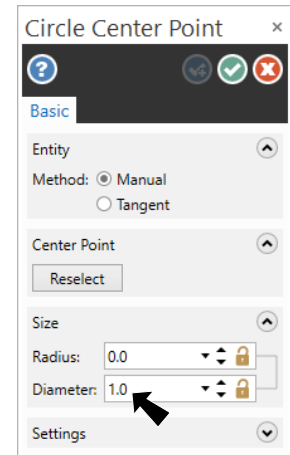 Circle Center Point ×
?
Basic
Entity
Method: Manual
Tangent
Center Point
Reselect
Size
Radius: 0.0
Diameter: 1.0
Settings